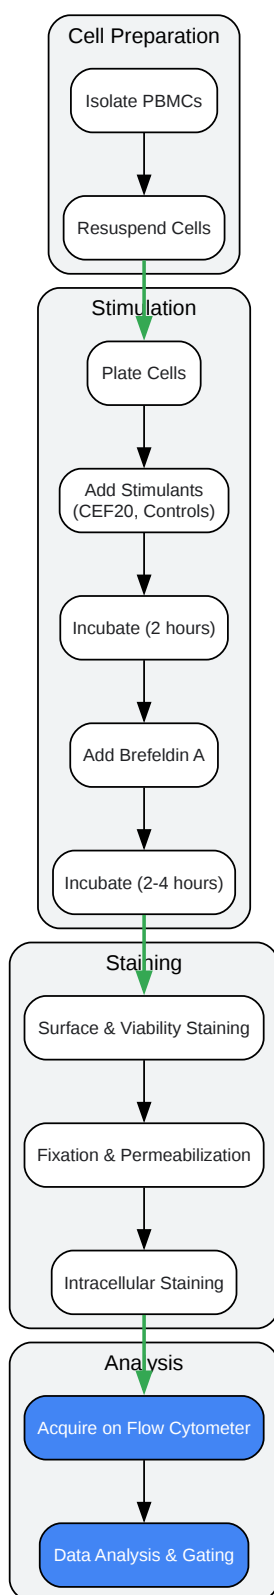 Cell Preparation
Isolate PBMCs
Resuspend Cells
Stimulation
Plate Cells
Add Stimulants
(CEF20, Controls)
Incubate (2 hours)
Add Brefeldin A
Incubate (2-4 hours)
Staining
Surface & Viability Staining
Fixation & Permeabilization
Intracellular Staining
Analysis
Acquire on Flow Cytometer
Data Analysis & Gating